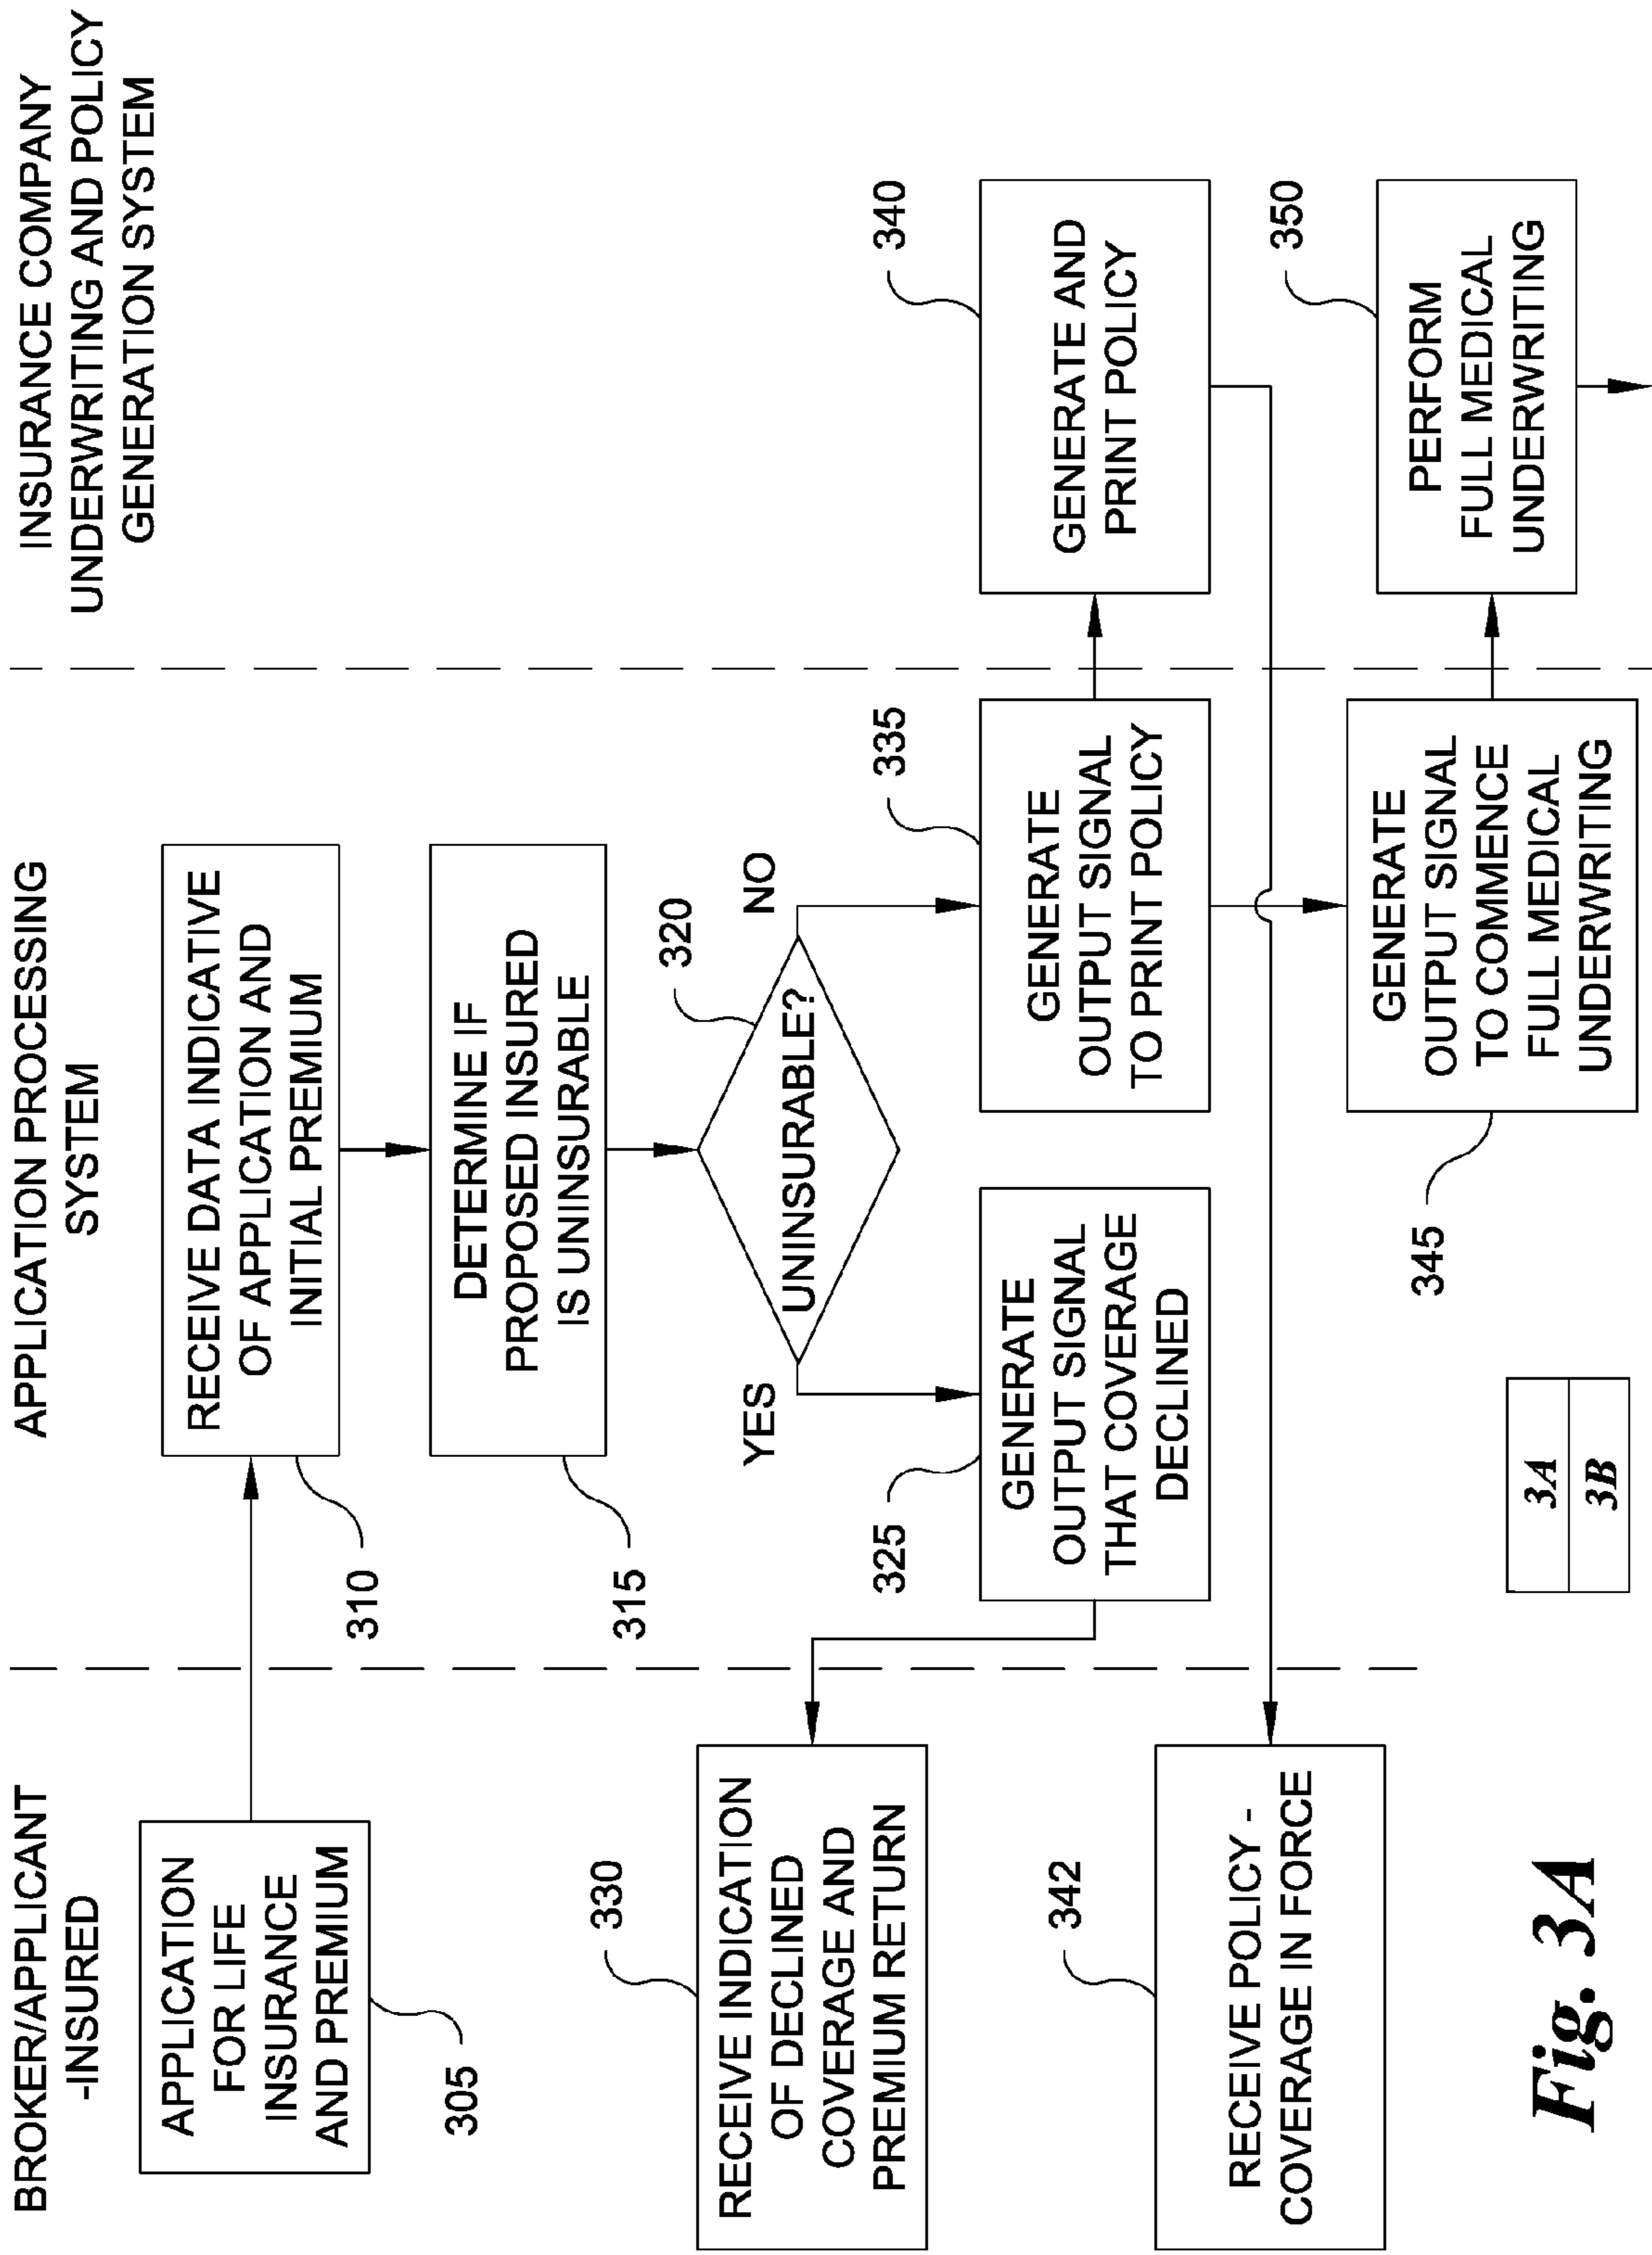 BROKER/APPLICANT
-INSURED
APPLICATION PROCESSING
SYSTEM
INSURANCE COMPANY
UNDERWRITING AND POLICY
GENERATION SYSTEM
APPLICATION
FOR LIFE
INSURANCE
AND PREMIUM
305
RECEIVE DATA INDICATIVE
OF APPLICATION AND
INITIAL PREMIUM
310
DETERMINE IF
PROPOSED INSURED
IS UNINSURABLE
315
UNINSURABLE?
320
YES
NO
GENERATE
OUTPUT SIGNAL
THAT COVERAGE
DECLINED
325
RECEIVE INDICATION
OF DECLINED
COVERAGE AND
PREMIUM RETURN
330
GENERATE
OUTPUT SIGNAL
TO PRINT POLICY
335
GENERATE AND
PRINT POLICY
340
RECEIVE POLICY -
COVERAGE IN FORCE
342
GENERATE
OUTPUT SIGNAL
TO COMMENCE
FULL MEDICAL
UNDERWRITING
345
PERFORM
FULL MEDICAL
UNDERWRITING
350
3A
3B
Fig. 3A